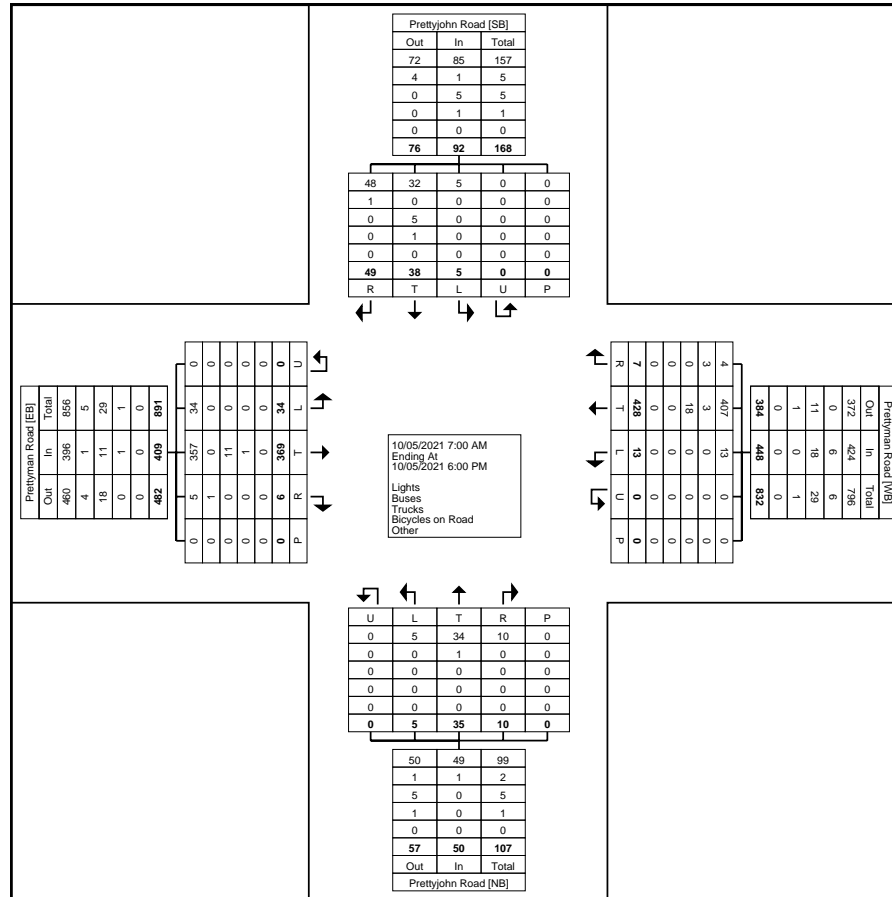 Prettyjohn Road [SB]
Out In Total
72 85 157
4 1 5
0 5 5
0 1 1
0 0 0
76 92 168
48 32 5 0 0
1 0 0 0 0
0 5 0 0 0
0 1 0 0 0
0 0 0 0 0
49 38 5 0 0
R T L U P
Prettyman Road [EB]
Out In Total
460 396 856
4 1 5
18 11 29
0 1 1
0 0 0
482 409 891
0 5 357 34 0
0 1 0 0 0
0 0 11 0 0
0 0 1 0 0
0 0 0 0 0
0 6 369 34 0
P R T L U
10/05/2021 7:00 AM
Ending At
10/05/2021 6:00 PM
Lights
Buses
Trucks
Bicycles on Road
Other
Prettyman Road [WB]
Out In Total
372 424 796
0 6 6
11 18 29
1 0 1
0 0 0
384 448 832
4 407 13 0 0
3 3 0 0 0
0 18 0 0 0
0 0 0 0 0
0 0 0 0 0
7 428 13 0 0
R T L U P
U L T R P
0 5 34 10 0
0 0 1 0 0
0 0 0 0 0
0 0 0 0 0
0 0 0 0 0
0 5 35 10 0
50 49 99
1 1 2
5 0 5
1 0 1
0 0 0
57 50 107
Out In Total
Prettyjohn Road [NB]